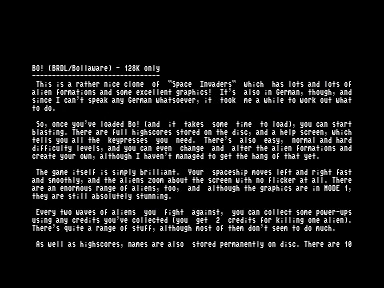 BO! (BRDL/Bollaware) - 128K only
--------------------------------
This is a rather nice clone of "Space Invaders" which has lots and lots of
alien formations and some excellent graphics! It's also in German, though, and
since I can't speak any German whatsoever, it took me a while to work out what
to do.
So, once you've loaded Bo! (and it takes some time to load), you can start
blasting. There are full highscores stored on the disc, and a help screen, which
tells you all the keypresses you need. There's also easy, normal and hard
difficulty levels, and you can even change and alter the alien formations and
create your own, although I haven't managed to get the hang of that yet.
The game itself is simply brilliant. Your spaceship moves left and right fast
and smoothly, and the aliens zoom about the screen with no flicker at all. There
are an enormous range of aliens, too, and although the graphics are in MODE 1,
they are still absolutely stunning.
Every two waves of aliens you fight against, you can collect some power-ups
using any credits you've collected (you get 2 credits for killing one alien).
There's quite a range of stuff, although most of them don't seem to do much.
As well as highscores, names are also stored permanently on disc. There are 10